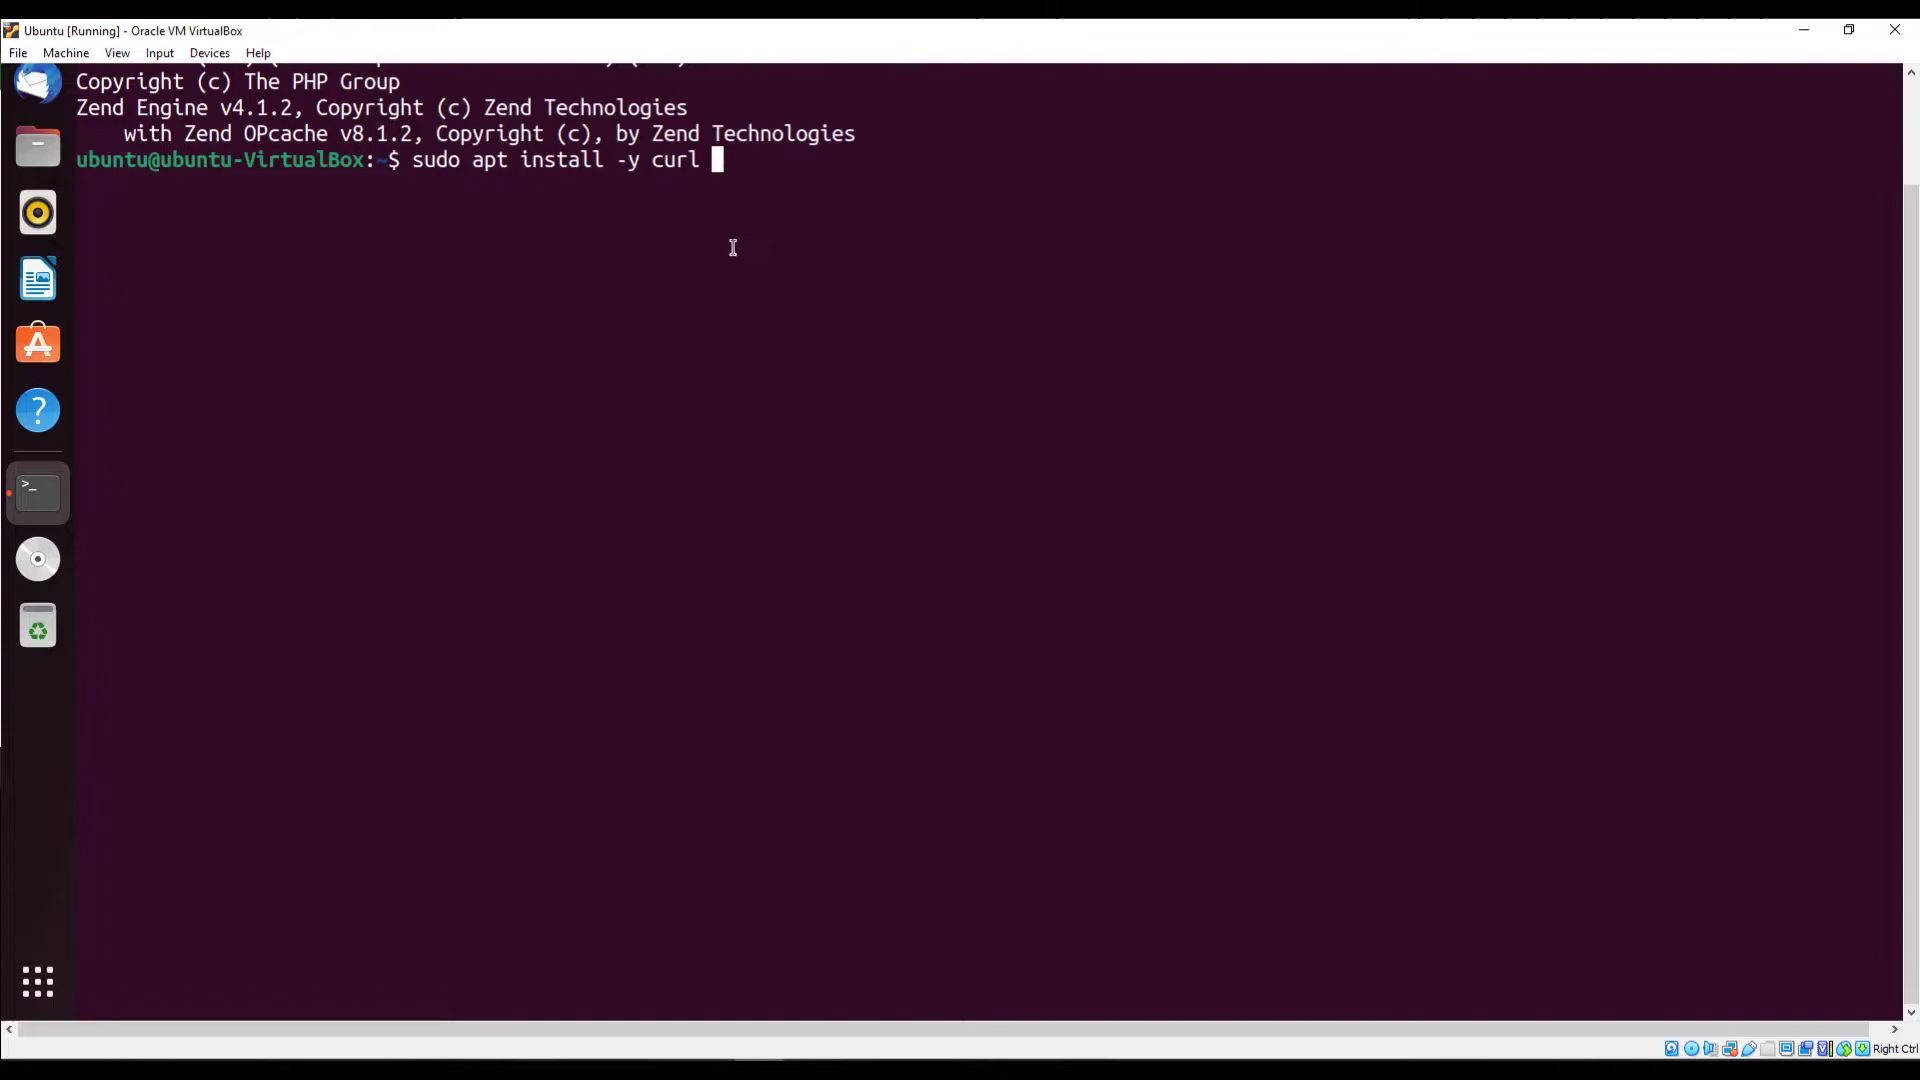 Ubuntu [Running] - Oracle VM VirtualBox
File Machine View Input Devices Help
Copyright (c) The PHP Group
Zend Engine v4.1.2, Copyright (c) Zend Technologies
with Zend OPcache v8.1.2, Copyright (c), by Zend Technologies
ubuntu@ubuntu-VirtualBox:~$ sudo apt install -y curl
Right Ctrl